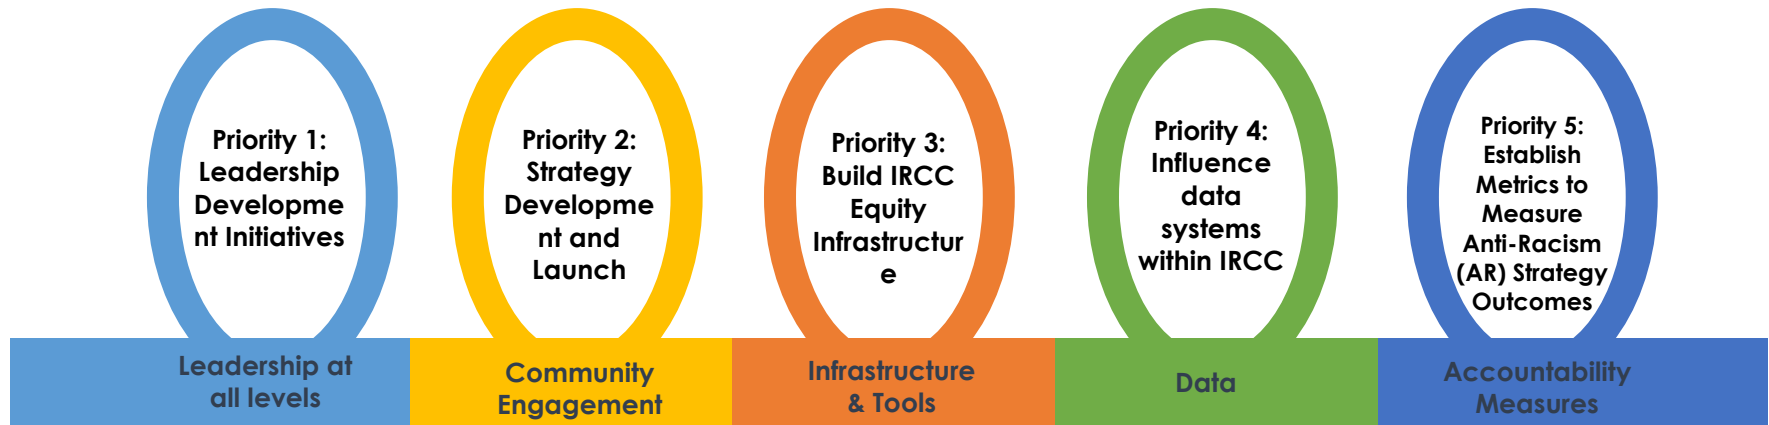 Priority 1:
Leadership
Developme
nt Initiatives
Priority 2:
Strategy
Developme
nt and
Launch
Priority 3:
Build IRCC
Equity
Infrastructur
e
Priority 4:
Influence
data
systems
within IRCC
Priority 5:
Establish
Metrics to
Measure
Anti-Racism
(AR) Strategy
Outcomes
Leadership at
all levels
Community
Engagement
Infrastructure
& Tools
Data
Accountability
Measures